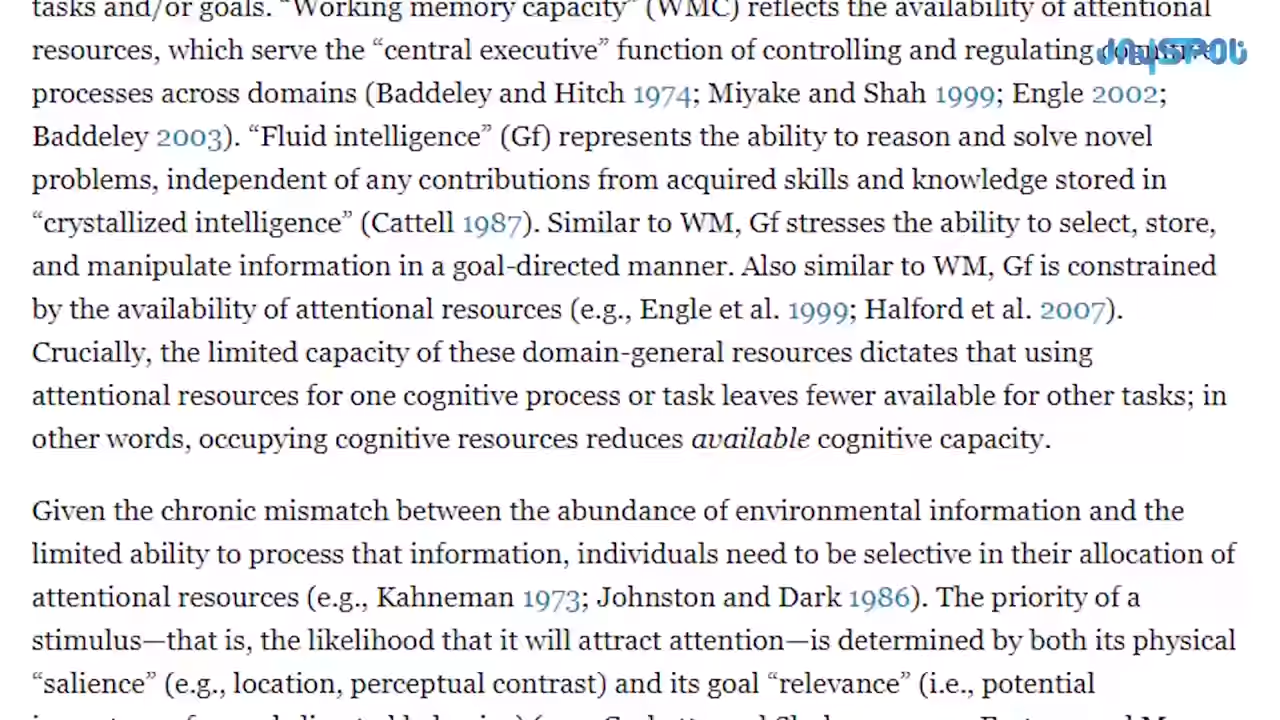 tasks and/or goals. “Working memory capacity” (WMC) reflects the availability of attentional
resources, which serve the “central executive” function of controlling and regulating cognitive
processes across domains (Baddeley and Hitch 1974; Miyake and Shah 1999; Engle 2002;
Baddeley 2003). “Fluid intelligence” (Gf) represents the ability to reason and solve novel
problems, independent of any contributions from acquired skills and knowledge stored in
“crystallized intelligence” (Cattell 1987). Similar to WM, Gf stresses the ability to select, store,
and manipulate information in a goal-directed manner. Also similar to WM, Gf is constrained
by the availability of attentional resources (e.g., Engle et al. 1999; Halford et al. 2007).
Crucially, the limited capacity of these domain-general resources dictates that using
attentional resources for one cognitive process or task leaves fewer available for other tasks; in
other words, occupying cognitive resources reduces available cognitive capacity.
Given the chronic mismatch between the abundance of environmental information and the
limited ability to process that information, individuals need to be selective in their allocation of
attentional resources (e.g., Kahneman 1973; Johnston and Dark 1986). The priority of a
stimulus—that is, the likelihood that it will attract attention—is determined by both its physical
“salience” (e.g., location, perceptual contrast) and its goal “relevance” (i.e., potential